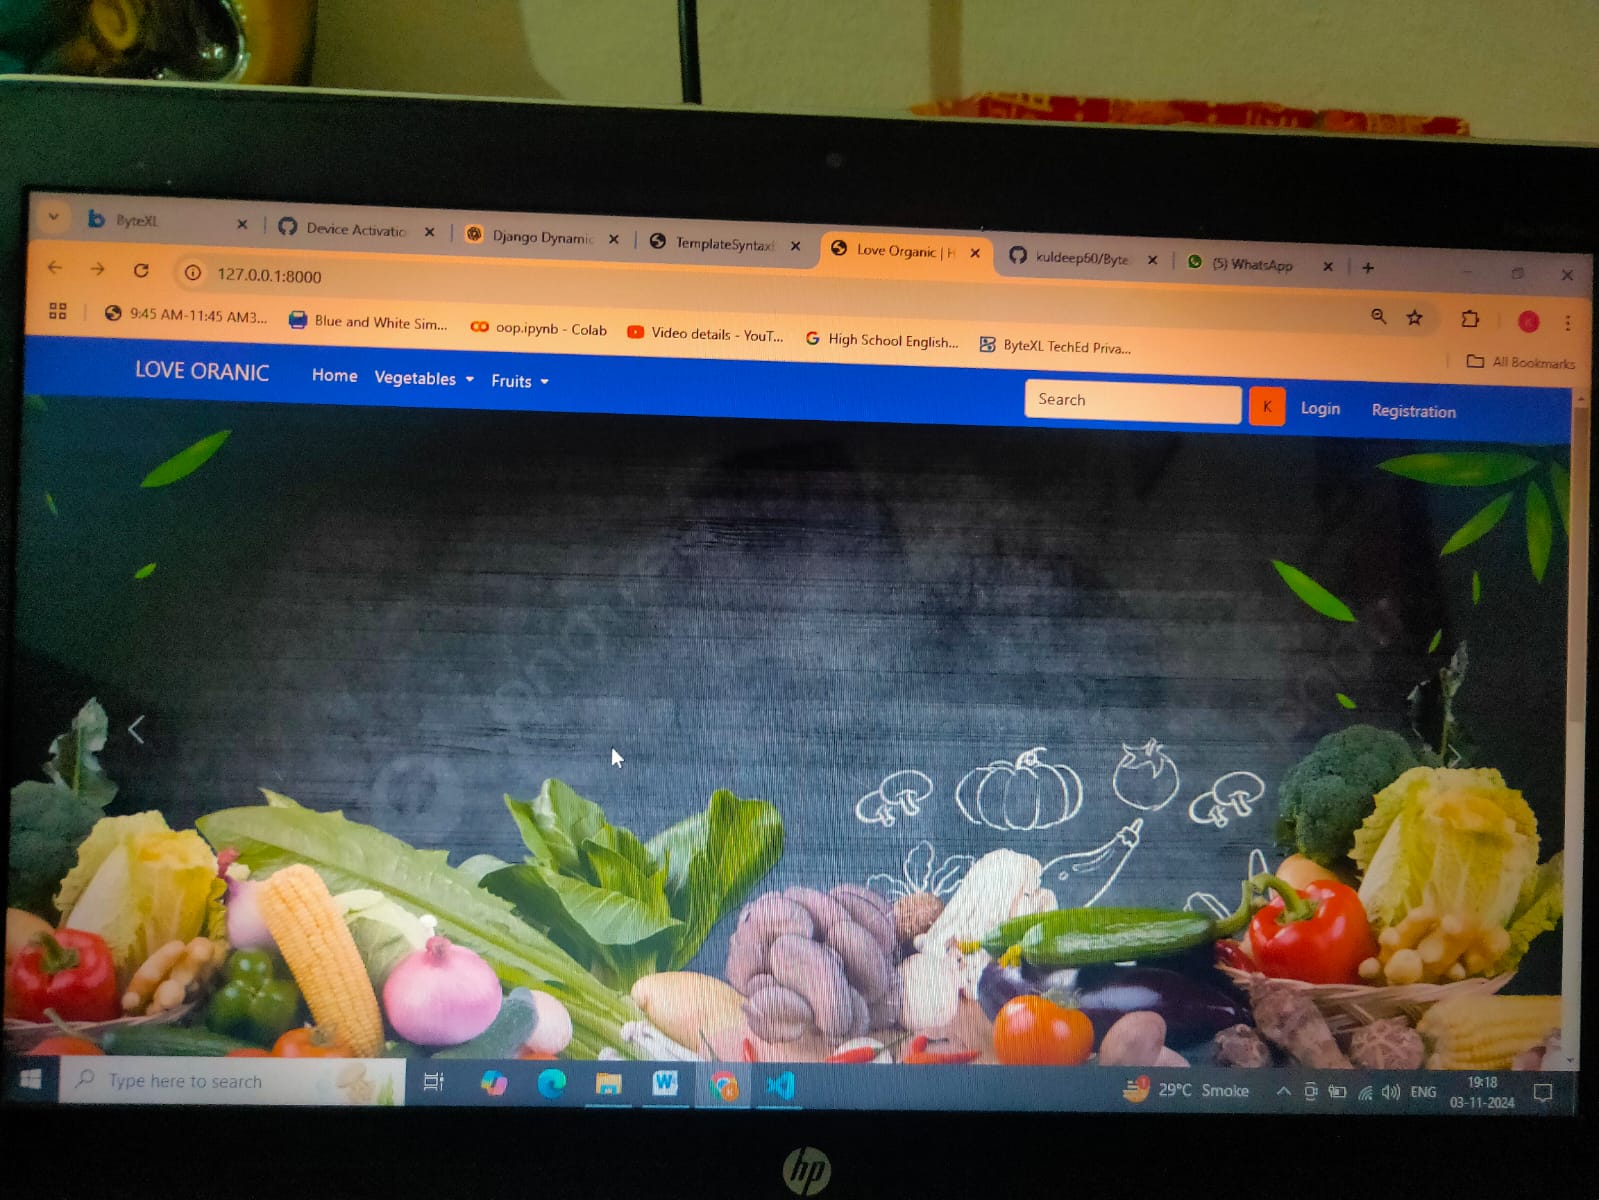 ByteXL
Device Activatio
Django Dynamic
TemplateSynta
Love Organic | H
kuldeep60/Byte
(5) WhatsApp
127.0.0.1:8000
9:45 AM-11:45 AM3...
Blue and White Sim...
oop.ipynb - Colab
Video details - YouT...
High School English...
ByteXL TechEd Priva...
All Bookmarks
LOVE ORANIC
Home
Vegetables
Fruits
Search
K
Login
Registration
Type here to search
29°C Smoke
ENG
19:18
03-11-2024
hp